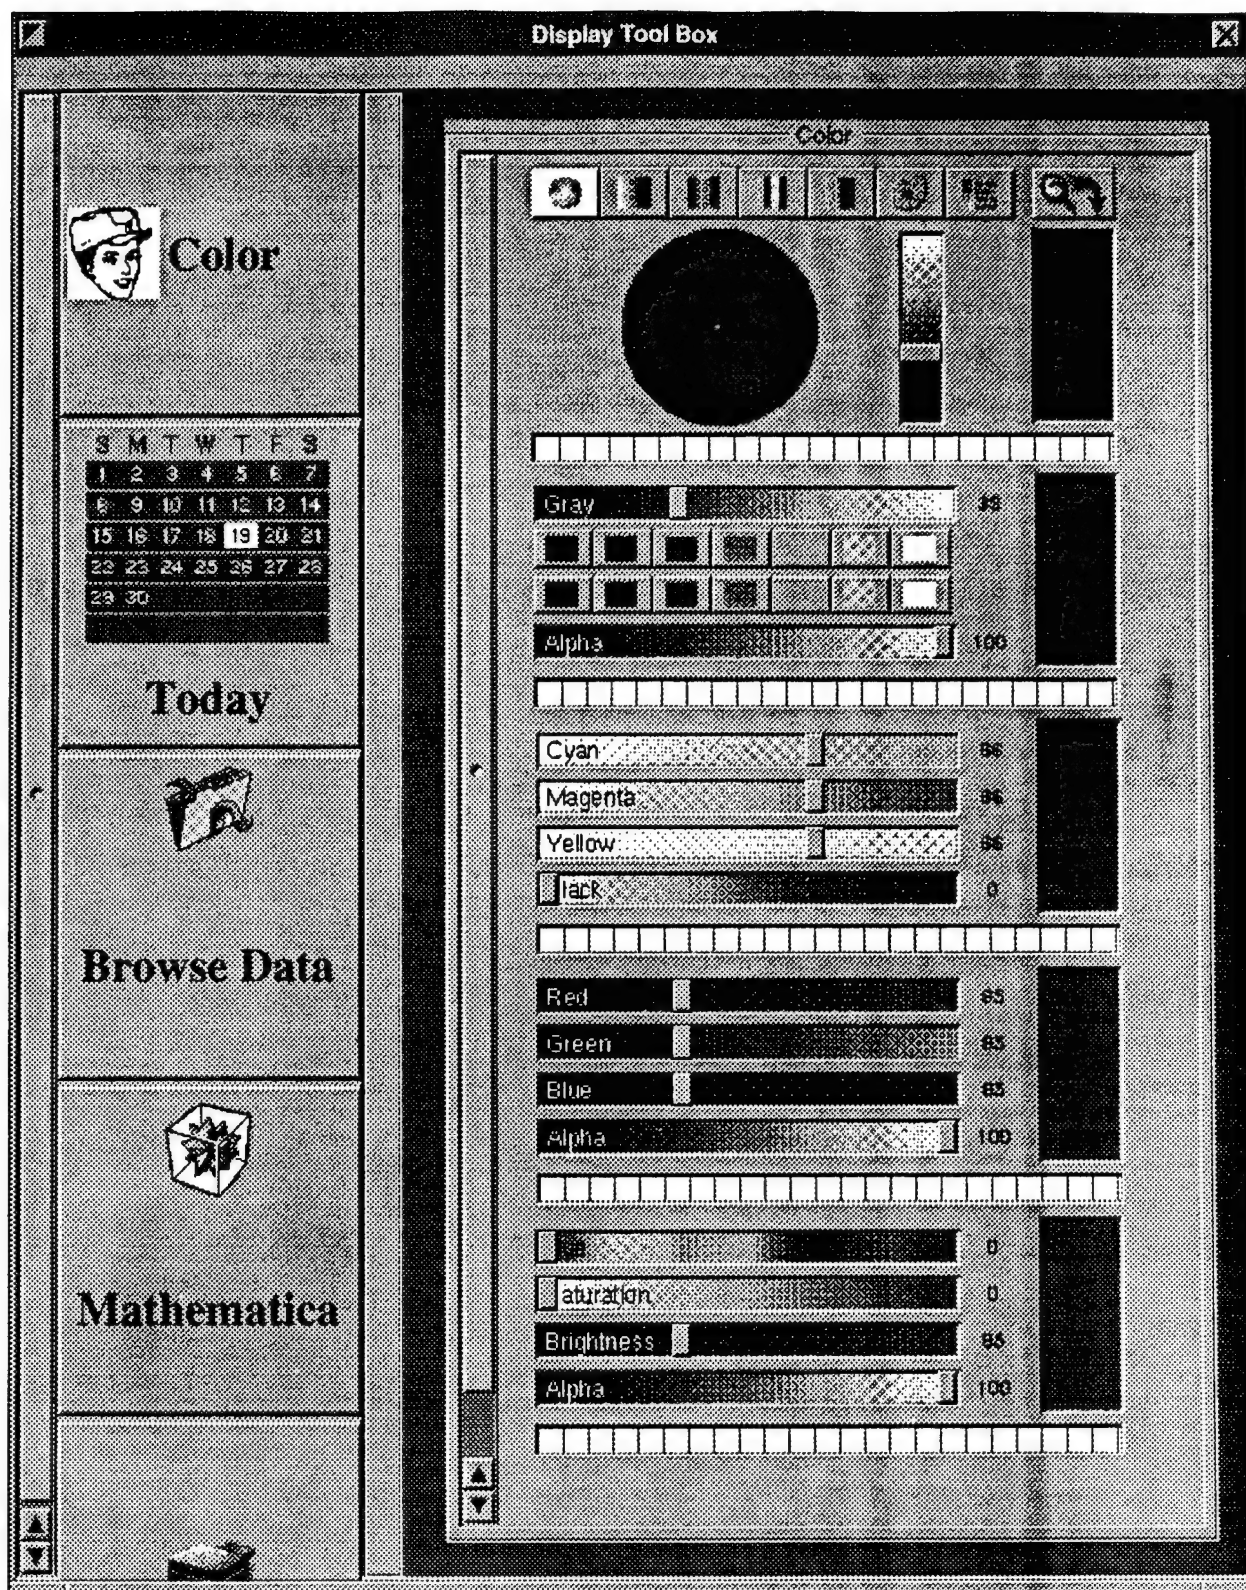 Display Tool Box
Color
Color
S M T W T F S
1 2 3 4 5 6 7
8 9 10 11 12 13 14
15 16 17 18 19 20 21
22 23 24 25 26 27 28
29 30
Today
Browse Data
Mathematica
Gray
Alpha 100
Cyan
Magenta
Yellow
lack 0
Red
Green
Blue
Alpha 100
0
aturation 0
Brightness
Alpha 100